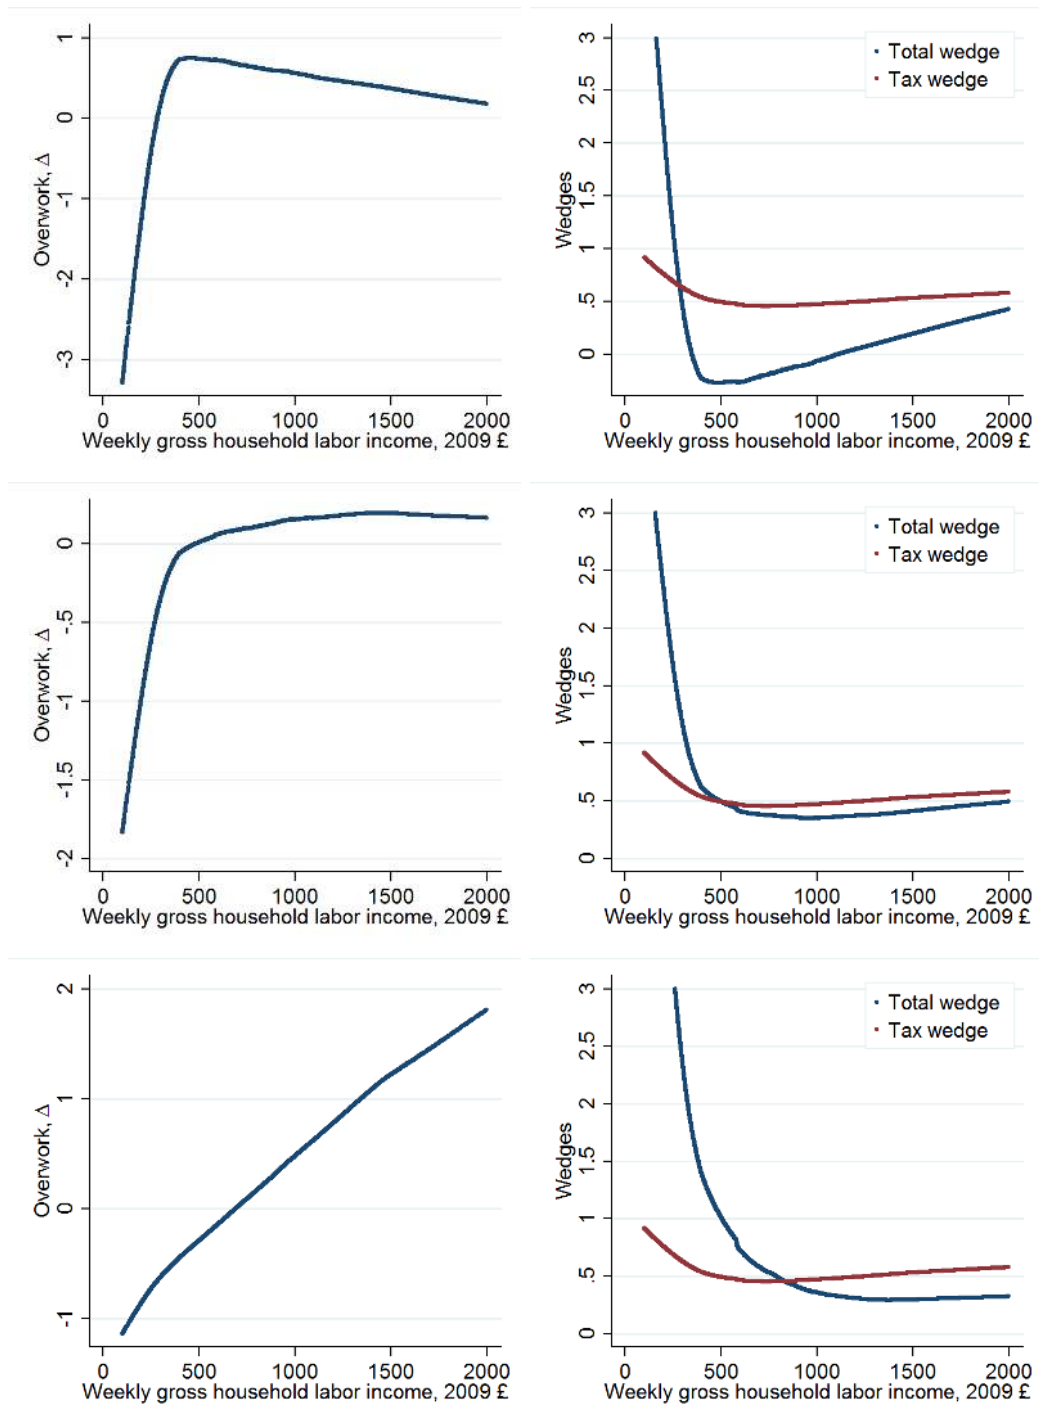 Overwork, Δ
1
0
-1
-2
-3
0 500 1000 1500 2000
Weekly gross household labor income, 2009 £
Wedges
3
2.5
2
1.5
1
.5
0
Total wedge
Tax wedge
0 500 1000 1500 2000
Weekly gross household labor income, 2009 £
Overwork, Δ
0
-.5
-1
-1.5
-2
0 500 1000 1500 2000
Weekly gross household labor income, 2009 £
Wedges
3
2.5
2
1.5
1
.5
0
Total wedge
Tax wedge
0 500 1000 1500 2000
Weekly gross household labor income, 2009 £
Overwork, Δ
2
1
0
-1
0 500 1000 1500 2000
Weekly gross household labor income, 2009 £
Wedges
3
2.5
2
1.5
1
.5
0
Total wedge
Tax wedge
0 500 1000 1500 2000
Weekly gross household labor income, 2009 £